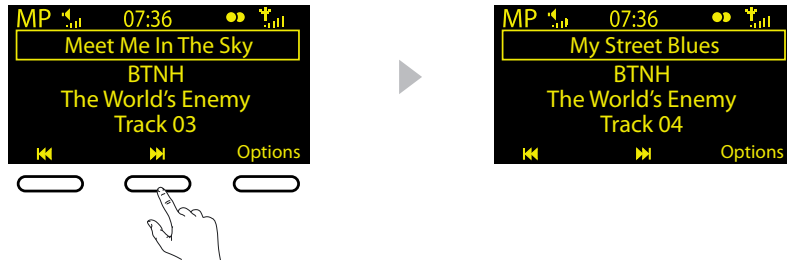 MP 07:36
Meet Me In The Sky
BTNH
The World's Enemy
Track 03
Options
MP 07:36
My Street Blues
BTNH
The World's Enemy
Track 04
Options